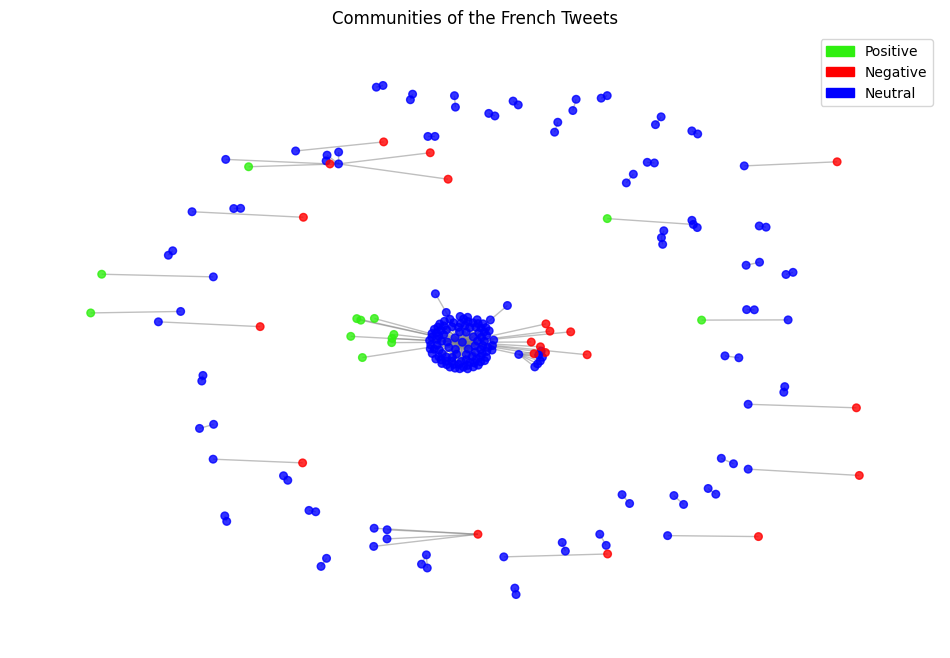 Communities of the French Tweets
Positive
Negative
Neutral